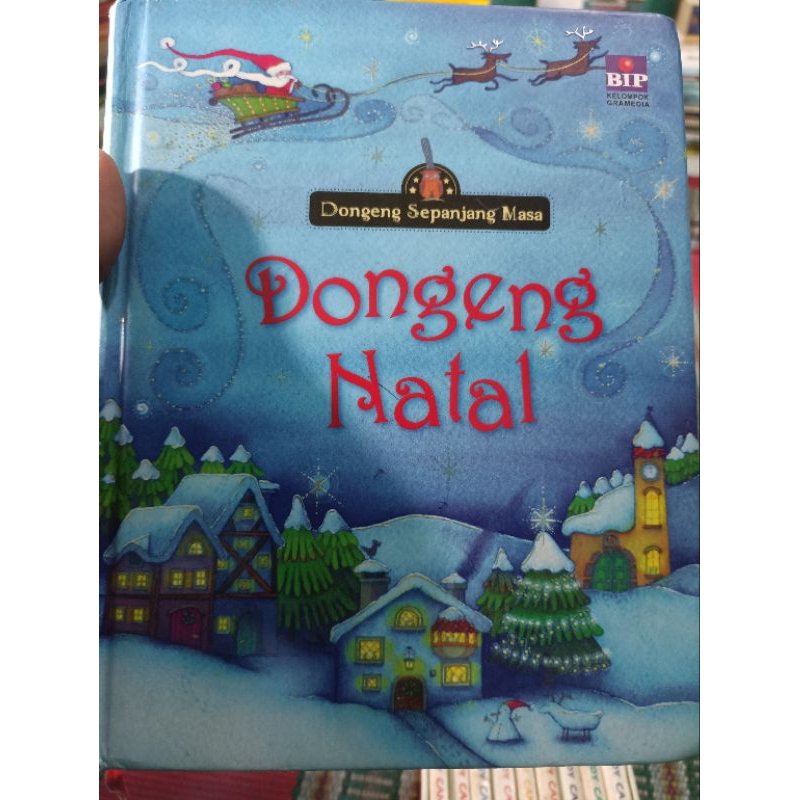 BIP
KELOMPOK
GRAMEDIA
Dongeng Sepanjang Masa
Dongeng
Natal